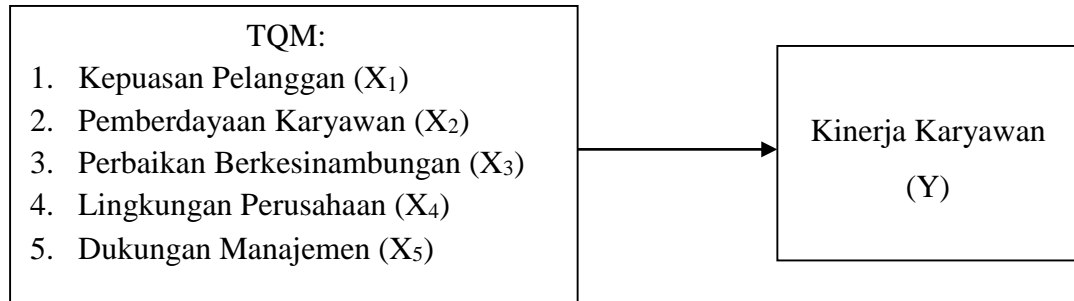 TQM:
1. Kepuasan Pelanggan (X₁)
2. Pemberdayaan Karyawan (X₂)
3. Perbaikan Berkesinambungan (X₃)
4. Lingkungan Perusahaan (X₄)
5. Dukungan Manajemen (X₅)
Kinerja Karyawan
(Y)